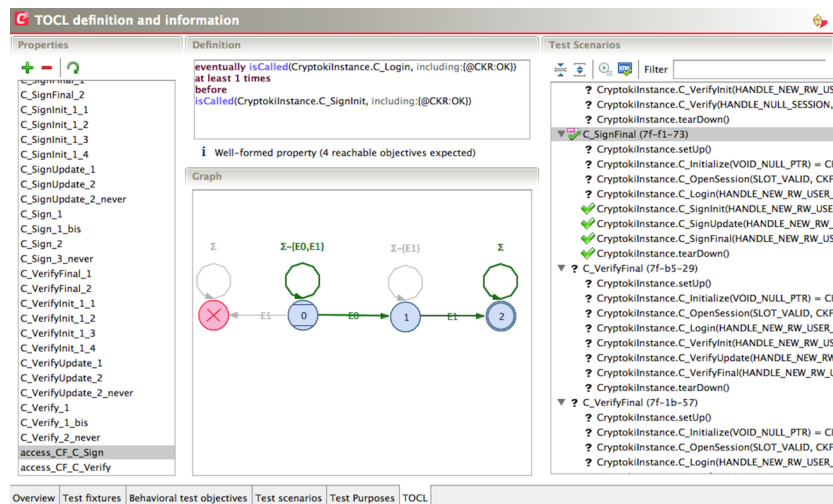 TOCL definition and information
Properties
C_SignFinal_2
C_SignInit_1_1
C_SignInit_1_2
C_SignInit_1_3
C_SignInit_1_4
C_SignUpdate_1
C_SignUpdate_2
C_SignUpdate_2_never
C_Sign_1
C_Sign_1_bis
C_Sign_2
C_Sign_3_never
C_VerifyFinal_1
C_VerifyFinal_2
C_VerifyInit_1_1
C_VerifyInit_1_2
C_VerifyInit_1_3
C_VerifyInit_1_4
C_VerifyUpdate_1
C_VerifyUpdate_2
C_VerifyUpdate_2_never
C_Verify_1
C_Verify_1_bis
C_Verify_2_never
access_CF_C_Sign
access_CF_C_Verify
Definition
eventually isCalled(CryptokiInstance.C_Login, including:{@CKR:OK})
at least 1 times
before
isCalled(CryptokiInstance.C_SignInit, including:{@CKR:OK})
i Well-formed property (4 reachable objectives expected)
Graph
Σ Σ-{E0,E1} Σ-{E1} Σ
E1 0 E0 1 E1 2
Test Scenarios
Filter
? CryptokiInstance.C_VerifyInit(HANDLE_NEW_RW_US
? CryptokiInstance.C_Verify(HANDLE_NULL_SESSION,
? CryptokiInstance.tearDown()
C_SignFinal (7f-f1-73)
? CryptokiInstance.setUp()
? CryptokiInstance.C_Initialize(VOID_NULL_PTR) = C
? CryptokiInstance.C_OpenSession(SLOT_VALID, CKF
? CryptokiInstance.C_Login(HANDLE_NEW_RW_USER_
CryptokiInstance.C_SignInit(HANDLE_NEW_RW_USE
CryptokiInstance.C_SignUpdate(HANDLE_NEW_RW_
CryptokiInstance.C_SignFinal(HANDLE_NEW_RW_US
CryptokiInstance.tearDown()
? C_VerifyFinal (7f-b5-29)
? CryptokiInstance.setUp()
? CryptokiInstance.C_Initialize(VOID_NULL_PTR) = C
? CryptokiInstance.C_OpenSession(SLOT_VALID, CKF
? CryptokiInstance.C_Login(HANDLE_NEW_RW_USER_
? CryptokiInstance.C_VerifyInit(HANDLE_NEW_RW_US
? CryptokiInstance.C_VerifyUpdate(HANDLE_NEW_RW
? CryptokiInstance.C_VerifyFinal(HANDLE_NEW_RW_U
? CryptokiInstance.tearDown()
? C_VerifyFinal (7f-1b-57)
? CryptokiInstance.setUp()
? CryptokiInstance.C_Initialize(VOID_NULL_PTR) = C
? CryptokiInstance.C_OpenSession(SLOT_VALID, CKF
? CryptokiInstance.C_Login(HANDLE_NEW_RW_USER_
Overview Test fixtures Behavioral test objectives Test scenarios Test Purposes TOCL